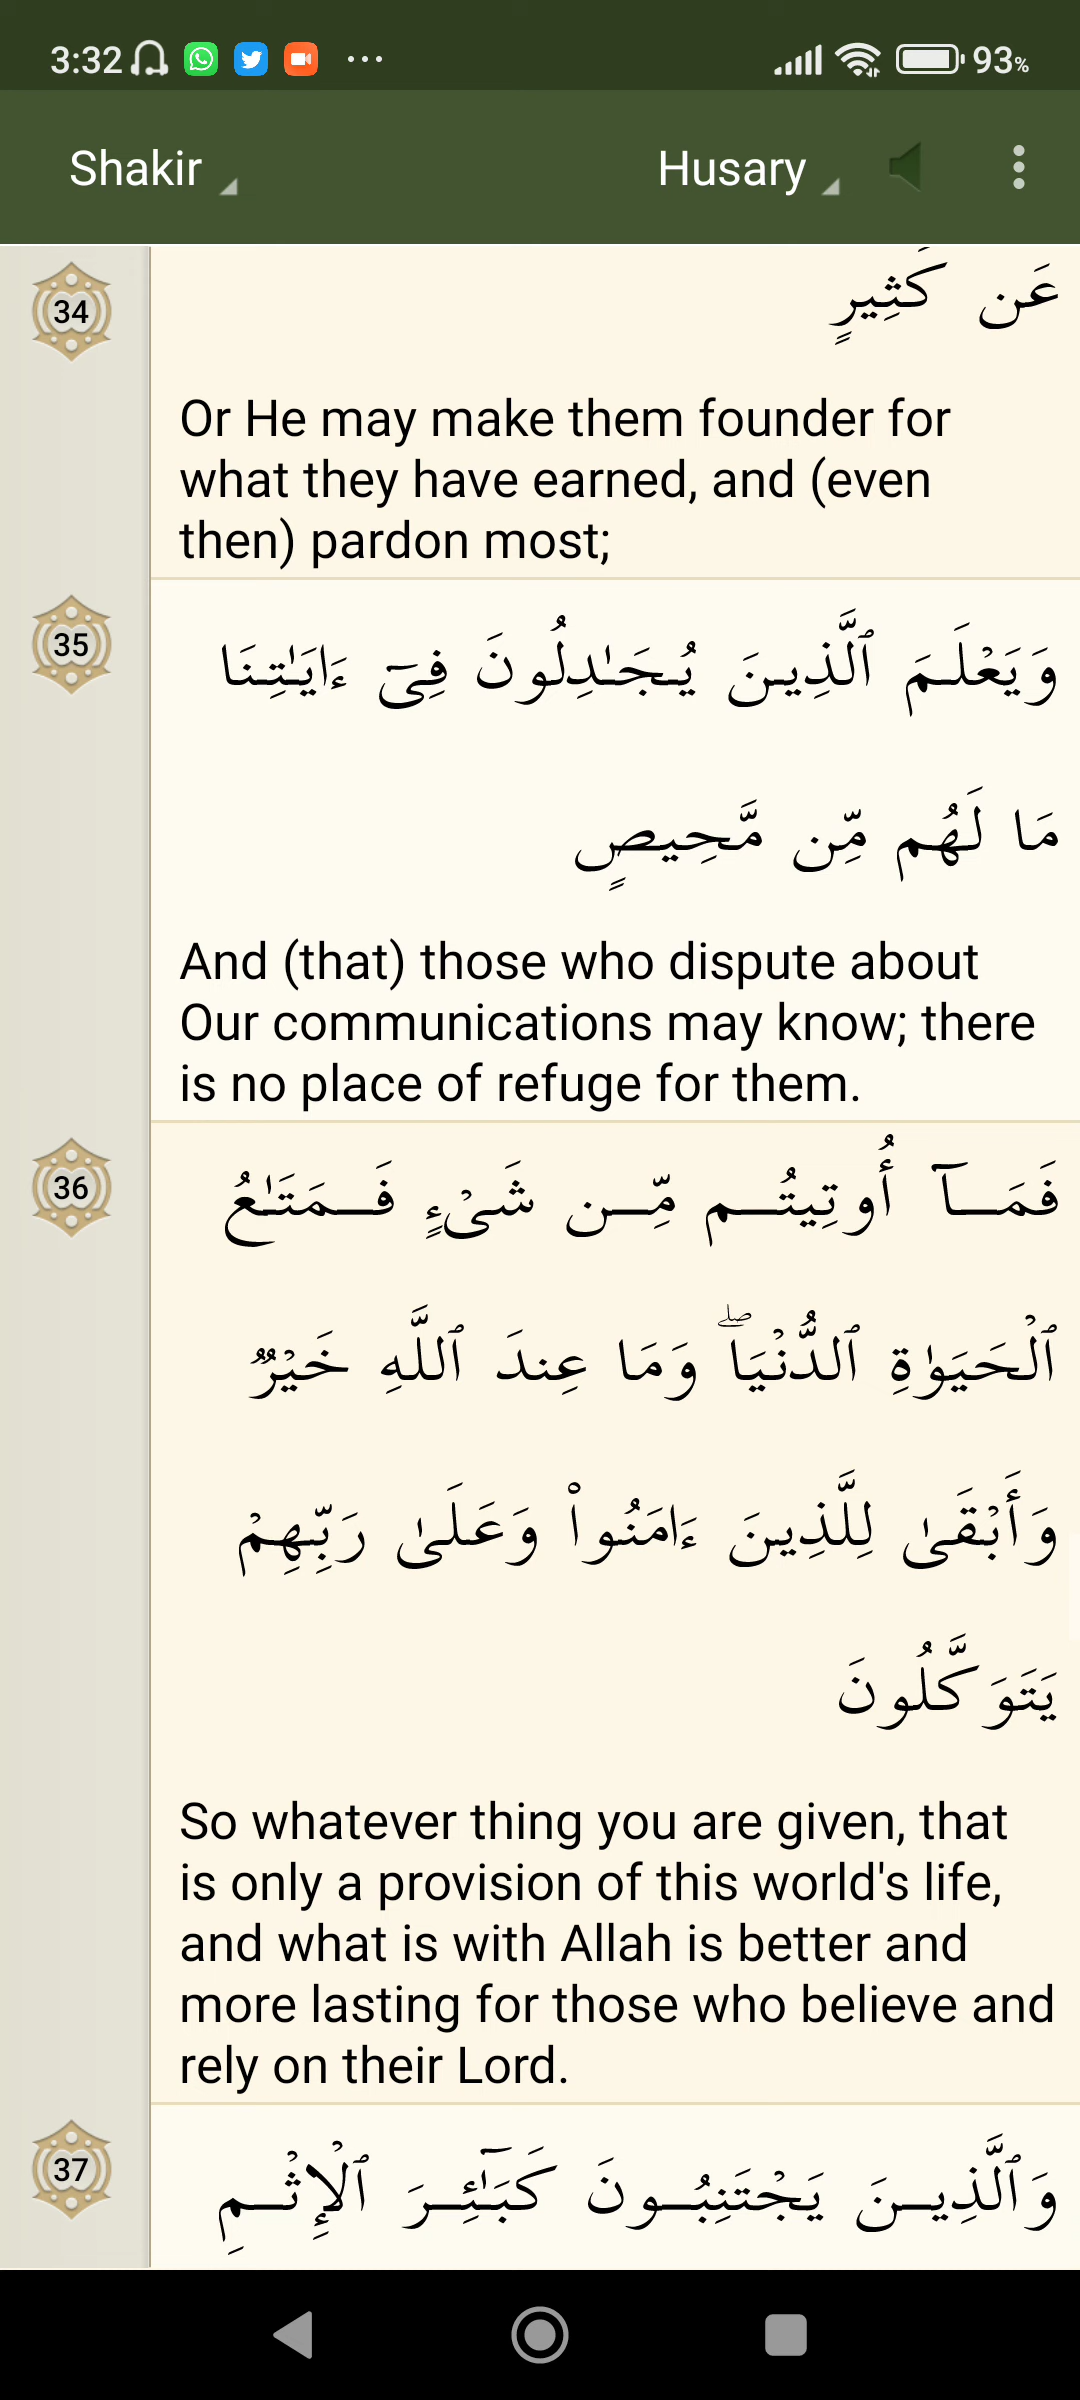 3:32 93%
Shakir Husary
34
عَن كَثِيرٍ
Or He may make them founder for
what they have earned, and (even
then) pardon most;
35
وَيَعْلَمَ ٱلَّذِينَ يُجَـٰدِلُونَ فِىٓ ءَايَـٰتِنَا
مَا لَهُم مِّن مَّحِيصٍ
And (that) those who dispute about
Our communications may know; there
is no place of refuge for them.
36
فَمَآ أُوتِيتُم مِّن شَىْءٍ فَمَتَـٰعُ
ٱلْحَيَوٰةِ ٱلدُّنْيَا ۖ وَمَا عِندَ ٱللَّهِ خَيْرٌ
وَأَبْقَىٰ لِلَّذِينَ ءَامَنُوا۟ وَعَلَىٰ رَبِّهِمْ
يَتَوَكَّلُونَ
So whatever thing you are given, that
is only a provision of this world's life,
and what is with Allah is better and
more lasting for those who believe and
rely on their Lord.
37
وَٱلَّذِينَ يَجْتَنِبُونَ كَبَـٰٓئِرَ ٱلْإِثْمِ